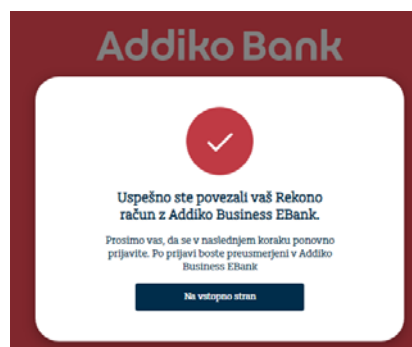 Addiko Bank
Uspešno ste povezali vaš Rekono
račun z Addiko Business EBank.
Prosimo vas, da se v naslednjem koraku ponovno
prijavite. Po prijavi boste preusmerjeni v Addiko
Business EBank
Na vstopno stran